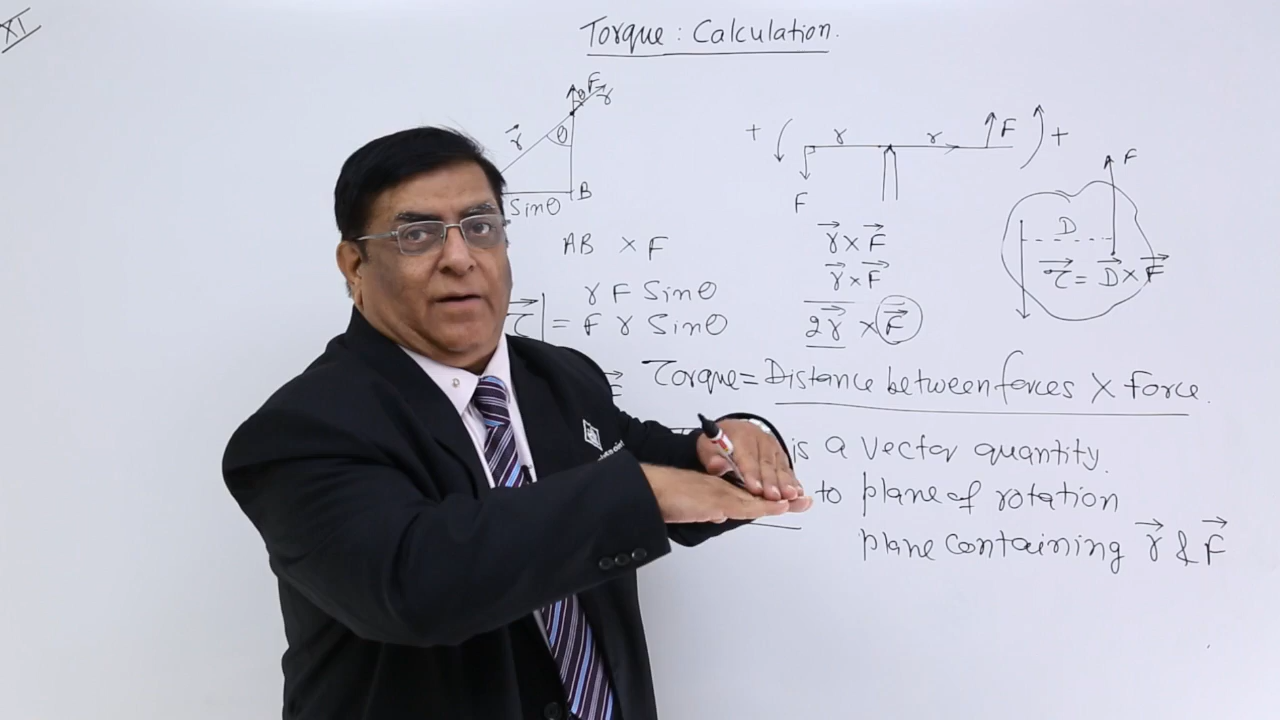 XI
Torque : Calculation.
F
θ
r⃗
r⃗
θ
B
Sinθ
AB × F
r F Sinθ
|τ⃗| = F r Sinθ
+ r r F +
F
r⃗ × F⃗
r⃗ × F⃗
2r⃗ × F⃗
F
D
τ⃗ = D⃗ × F⃗
Torque = Distance between forces × Force.
is a vector quantity.
to plane of rotation
plane containing r⃗ & F⃗